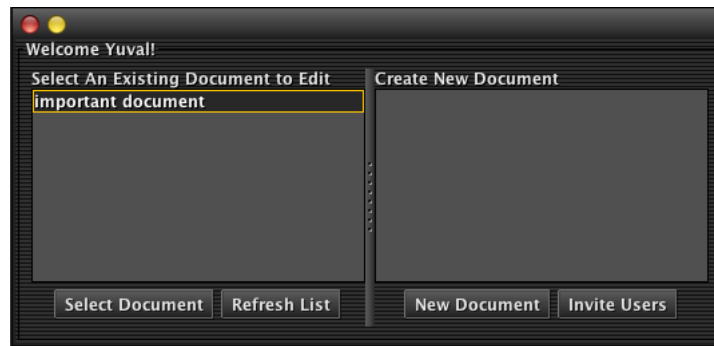 Welcome Yuval!
Select An Existing Document to Edit
important document
Select Document
Refresh List
Create New Document
New Document
Invite Users